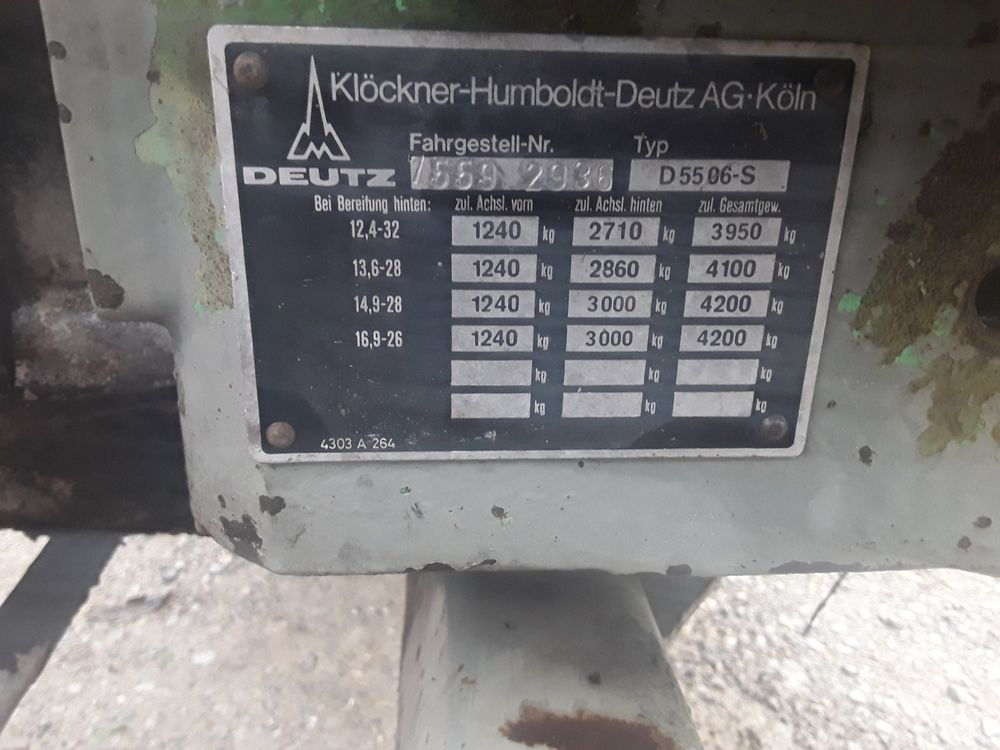 Klöckner-Humboldt-Deutz AG·Köln
DEUTZ
Fahrgestell-Nr. Typ
7559 2936 D5506-S
Bei Bereifung hinten: zul. Achsl. vorn zul. Achsl. hinten zul. Gesamtgew.
12,4-32 1240 kg 2710 kg 3950 kg
13,6-28 1240 kg 2860 kg 4100 kg
14,9-28 1240 kg 3000 kg 4200 kg
16,9-26 1240 kg 3000 kg 4200 kg
kg kg kg
kg kg kg
4303 A 264